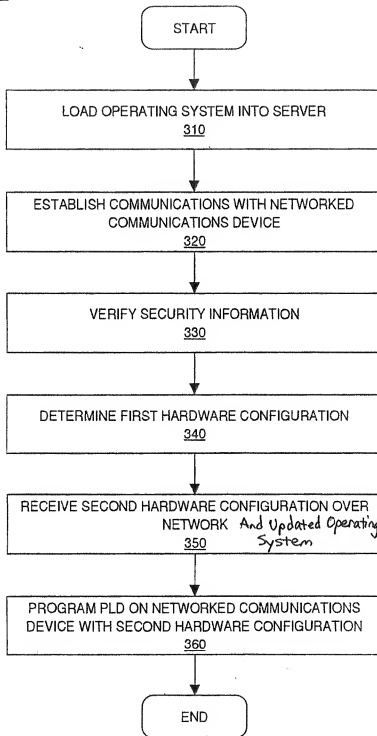 START
LOAD OPERATING SYSTEM INTO SERVER
310
ESTABLISH COMMUNICATIONS WITH NETWORKED
COMMUNICATIONS DEVICE
320
VERIFY SECURITY INFORMATION
330
DETERMINE FIRST HARDWARE CONFIGURATION
340
RECEIVE SECOND HARDWARE CONFIGURATION OVER
NETWORK And Updated Operating
350 System
PROGRAM PLD ON NETWORKED COMMUNICATIONS
DEVICE WITH SECOND HARDWARE CONFIGURATION
360
END